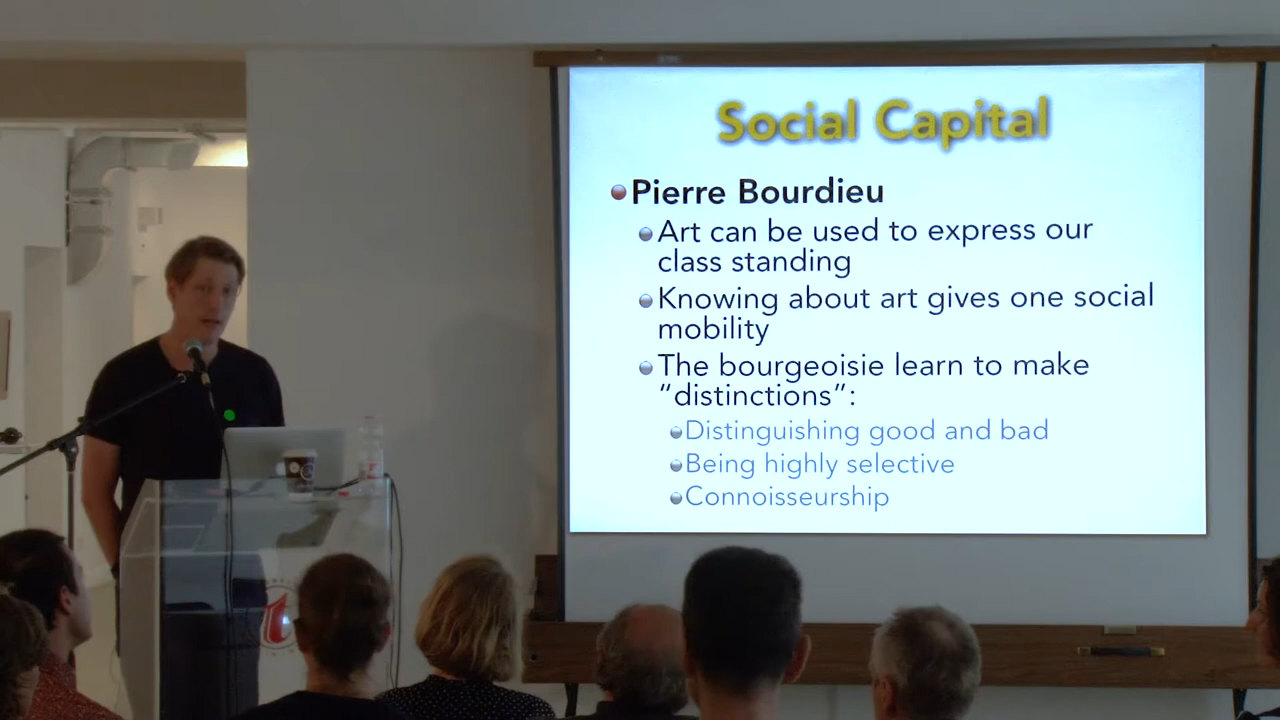 Social Capital
Pierre Bourdieu
Art can be used to express our
class standing
Knowing about art gives one social
mobility
The bourgeoisie learn to make
“distinctions”:
Distinguishing good and bad
Being highly selective
Connoisseurship